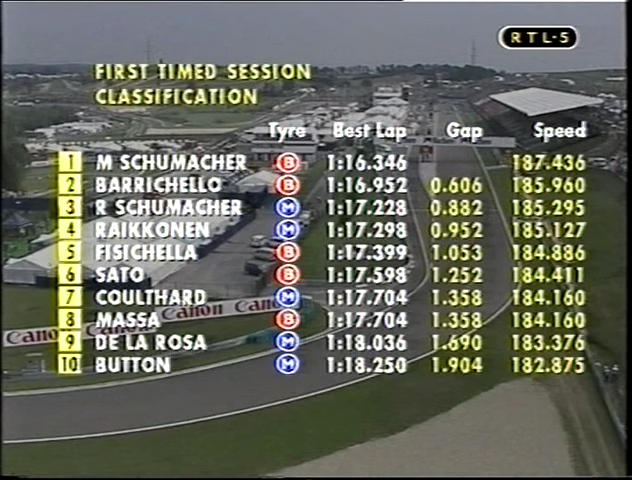 RTL-5
FIRST TIMED SESSION
CLASSIFICATION
Tyre Best Lap Gap Speed
1 M SCHUMACHER B 1:16.346 187.436
2 BARRICHELLO B 1:16.952 0.606 185.960
3 R SCHUMACHER M 1:17.228 0.882 185.295
4 RAIKKONEN M 1:17.298 0.952 185.127
5 FISICHELLA B 1:17.399 1.053 184.886
6 SATO B 1:17.598 1.252 184.411
7 COULTHARD M 1:17.704 1.358 184.160
8 MASSA B 1:17.704 1.358 184.160
9 DE LA ROSA M 1:18.036 1.690 183.376
10 BUTTON M 1:18.250 1.904 182.875
Canon Canon Canon